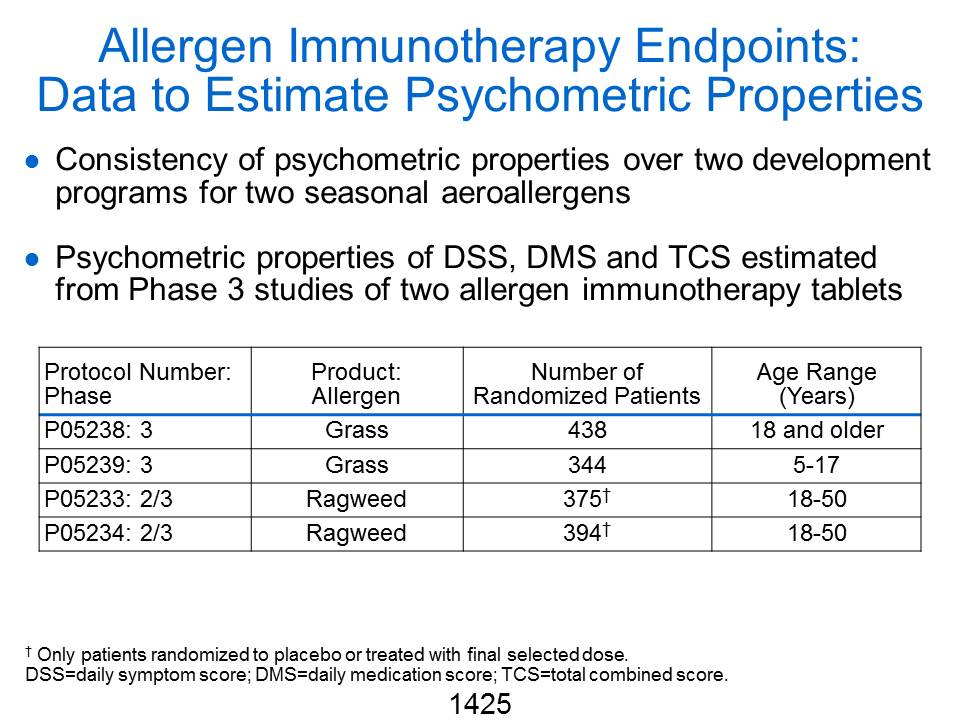 Allergen Immunotherapy Endpoints:
Data to Estimate Psychometric Properties
● Consistency of psychometric properties over two development
programs for two seasonal aeroallergens
● Psychometric properties of DSS, DMS and TCS estimated
from Phase 3 studies of two allergen immunotherapy tablets
Protocol Number: Phase | Product: Allergen | Number of Randomized Patients | Age Range (Years)
P05238: 3 | Grass | 438 | 18 and older
P05239: 3 | Grass | 344 | 5-17
P05233: 2/3 | Ragweed | 375† | 18-50
P05234: 2/3 | Ragweed | 394† | 18-50
† Only patients randomized to placebo or treated with final selected dose.
DSS=daily symptom score; DMS=daily medication score; TCS=total combined score.
1425